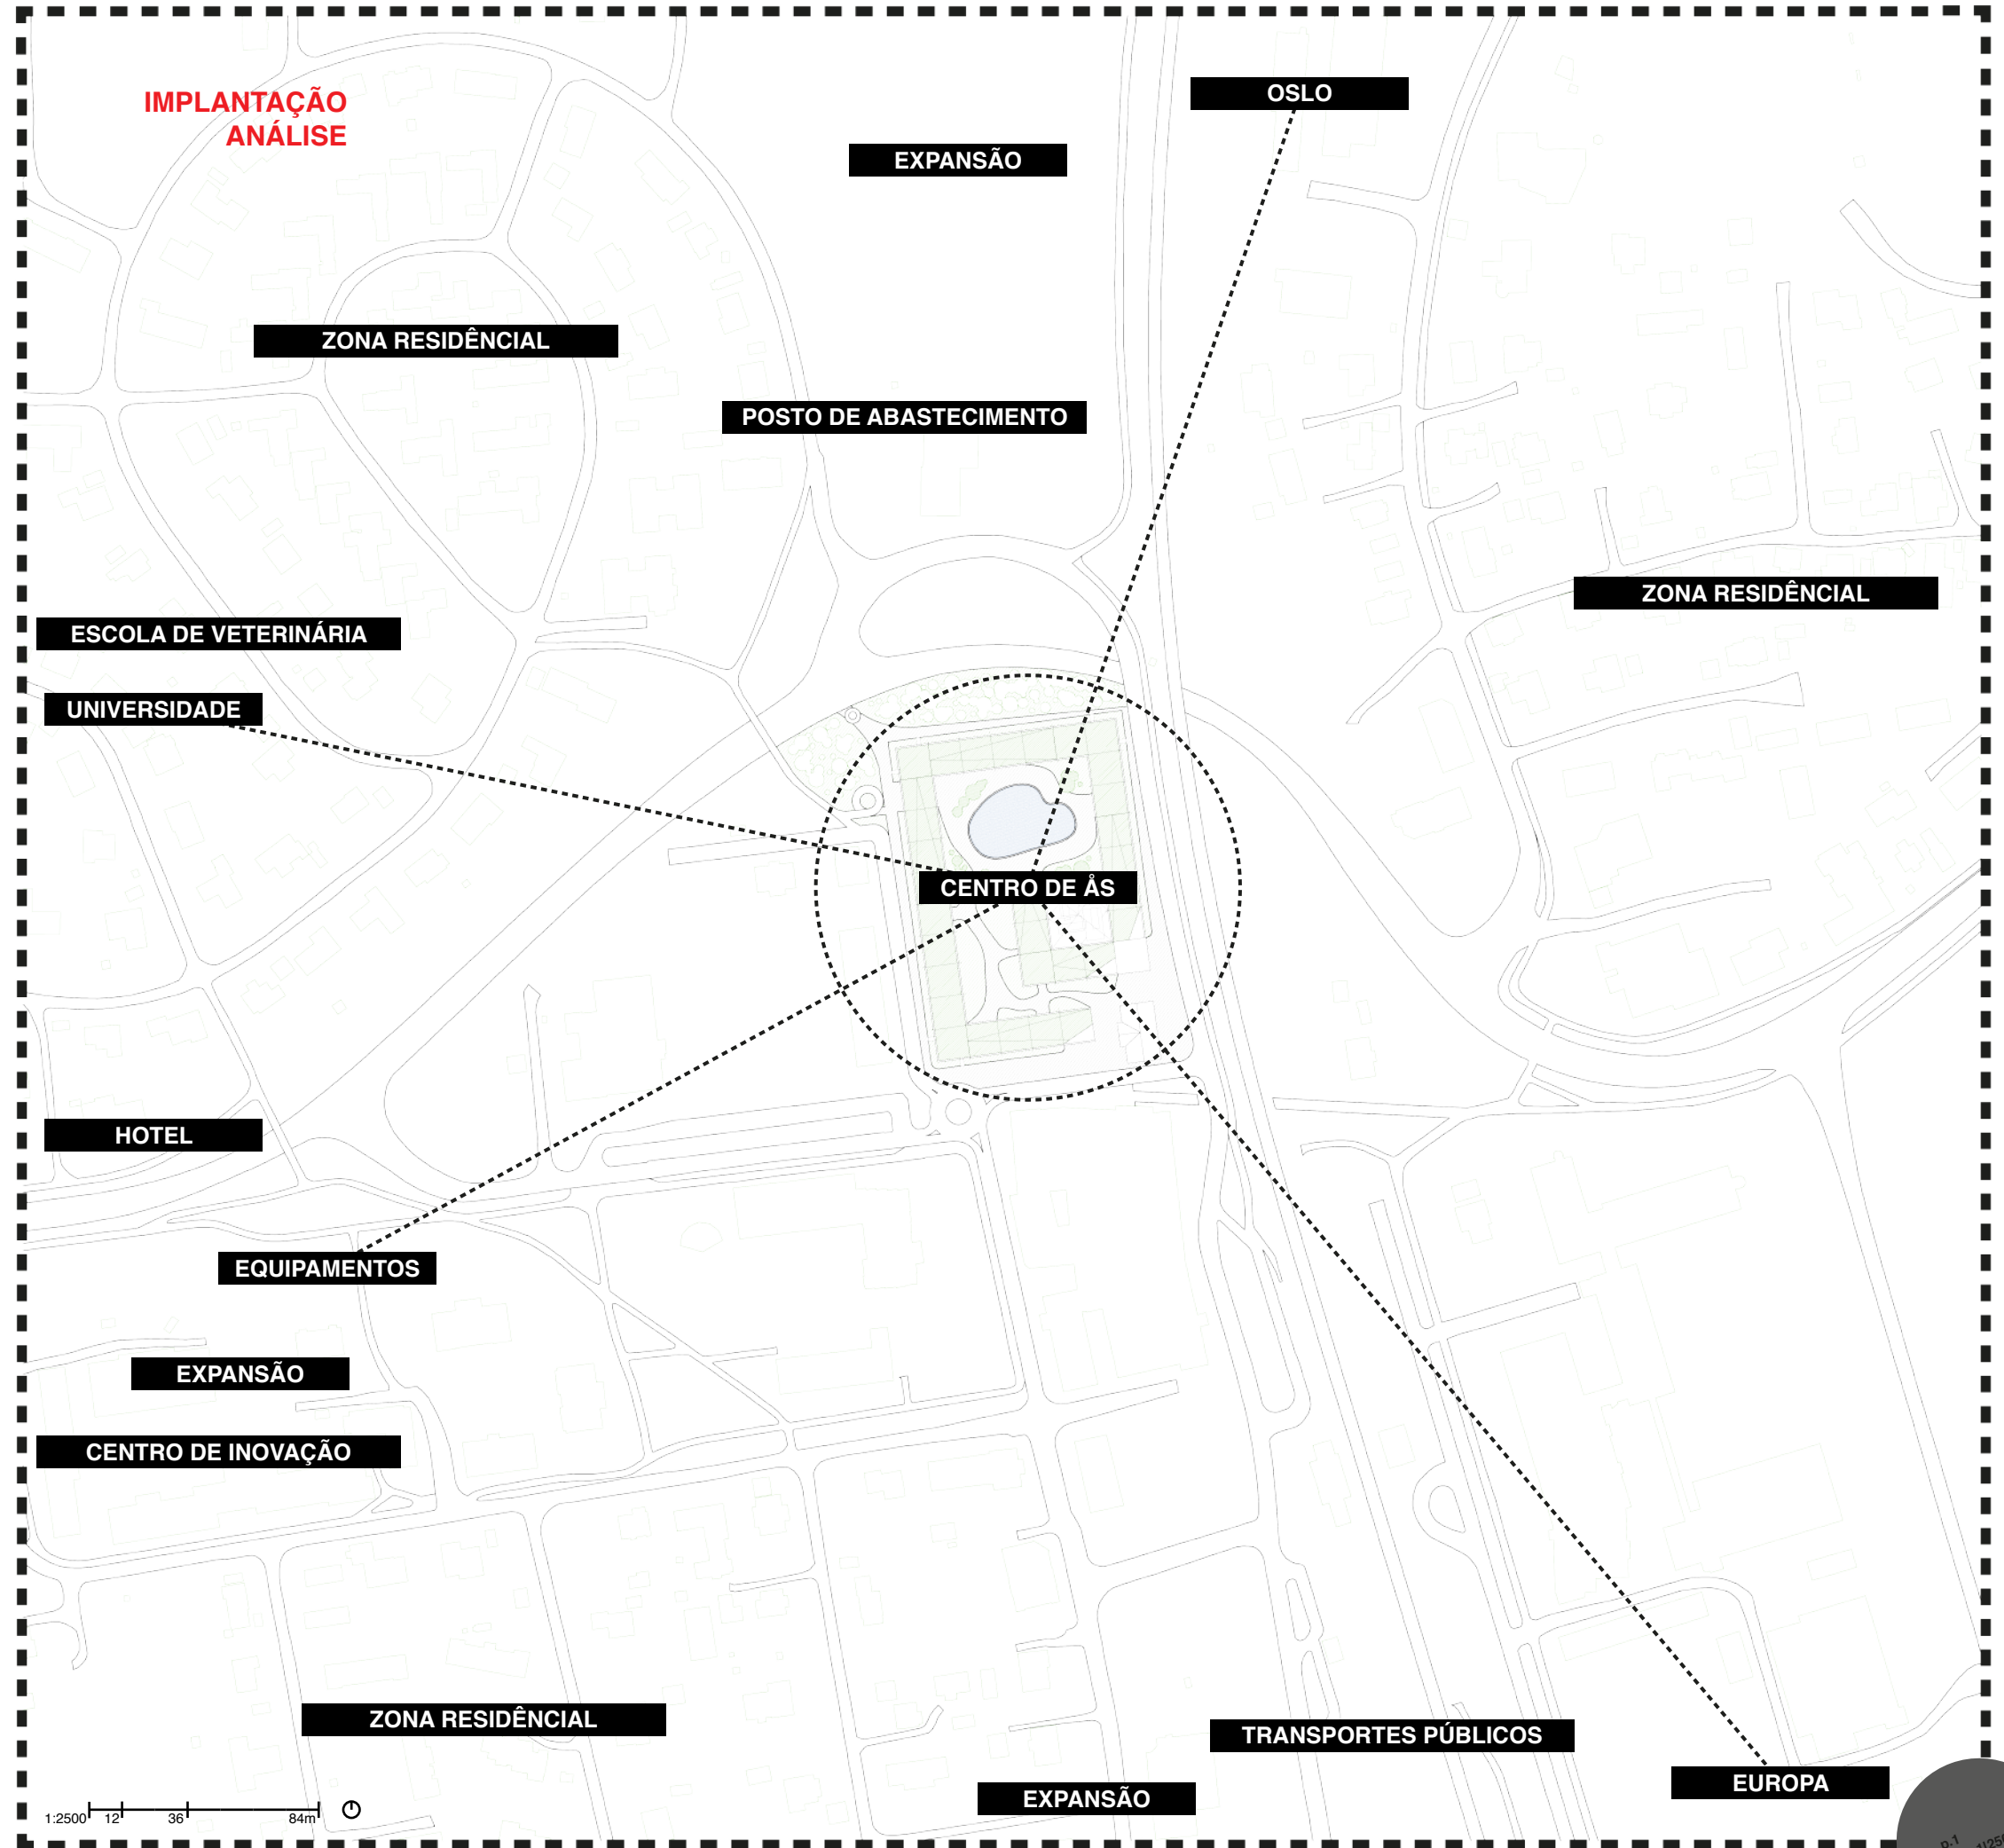 IMPLANTAÇÃO
ANÁLISE
OSLO
EXPANSÃO
ZONA RESIDÊNCIAL
POSTO DE ABASTECIMENTO
ZONA RESIDÊNCIAL
ESCOLA DE VETERINÁRIA
UNIVERSIDADE
CENTRO DE ÅS
HOTEL
EQUIPAMENTOS
EXPANSÃO
CENTRO DE INOVAÇÃO
ZONA RESIDÊNCIAL
TRANSPORTES PÚBLICOS
EUROPA
EXPANSÃO
1:2500 12 36 84m
p.1